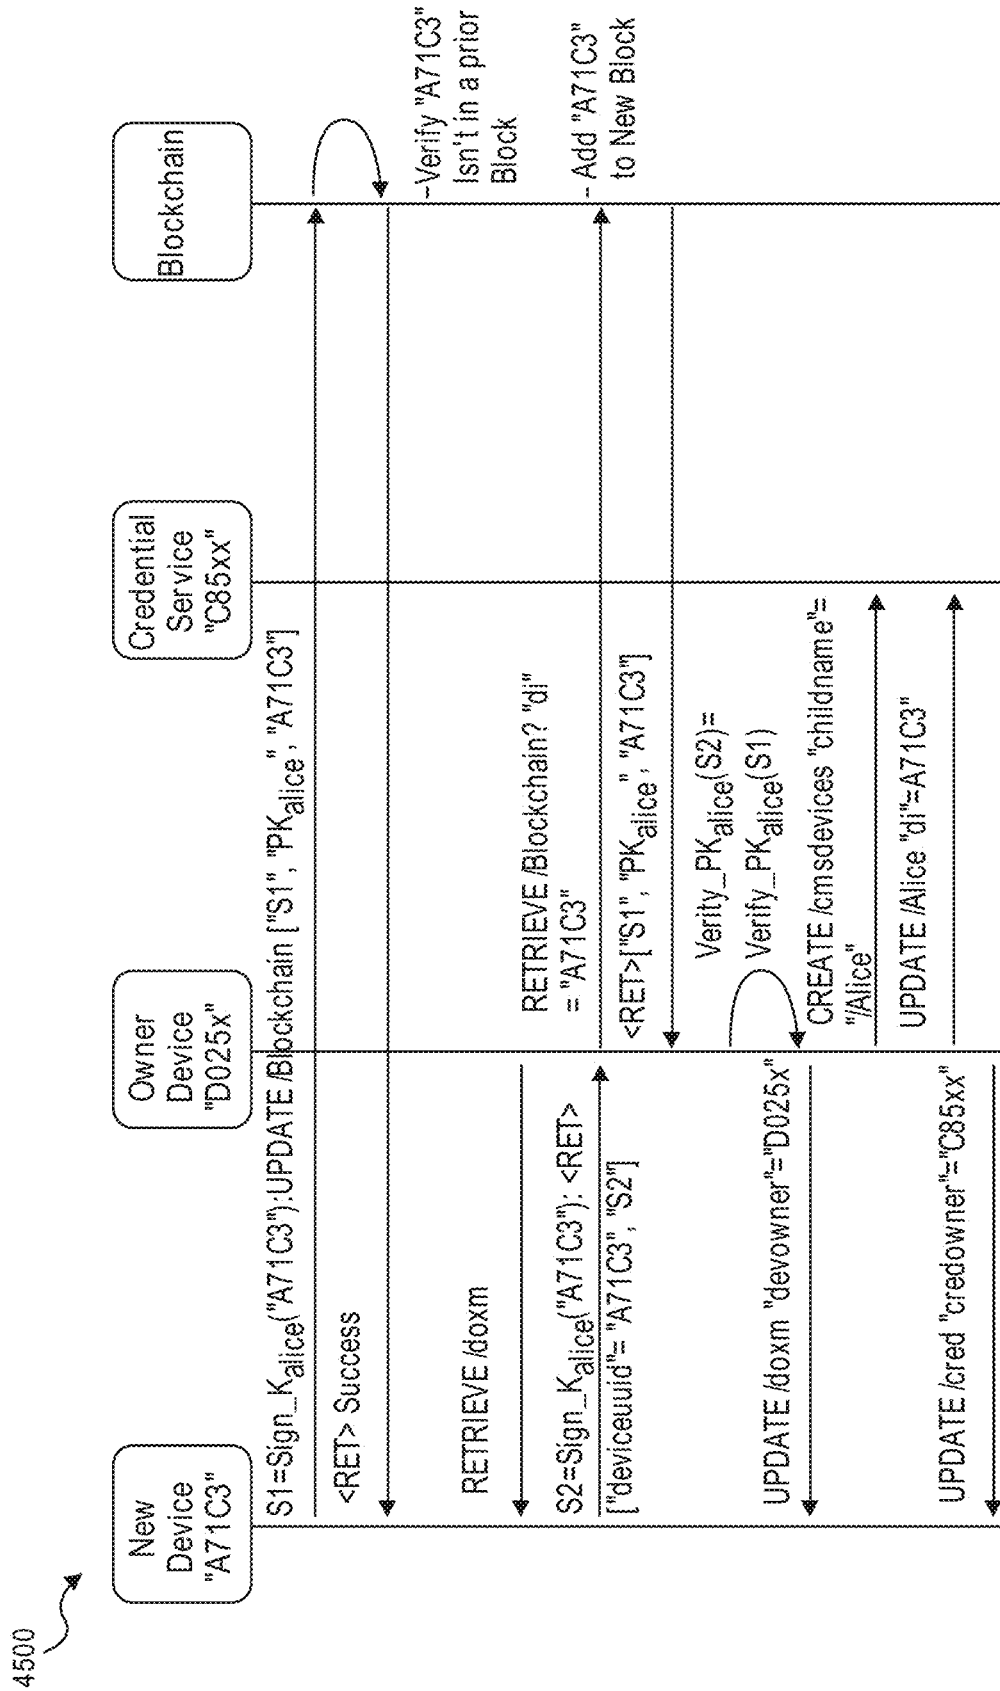 4500
New
Device
"A71C3"
Owner
Device
"D025x"
Credential
Service
"C85xx"
Blockchain
S1=Sign_Kalice("A71C3"):UPDATE /Blockchain ["S1", "PKalice", "A71C3"]
<RET> Success
-Verify "A71C3"
Isn't in a prior
Block
RETRIEVE /doxm
S2=Sign_Kalice("A71C3"): <RET>
["deviceuuid"= "A71C3", "S2"]
RETRIEVE /Blockchain? "di"
= "A71C3"
- Add "A71C3"
to New Block
<RET>["S1", "PKalice", "A71C3"]
Verity_PKalice(S2)=
Verify_PKalice(S1)
UPDATE /doxm "devowner"="D025x"
CREATE /cmsdevices "childname"=
"/Alice"
UPDATE /Alice "di"=A71C3"
UPDATE /cred "credowner"="C85xx"